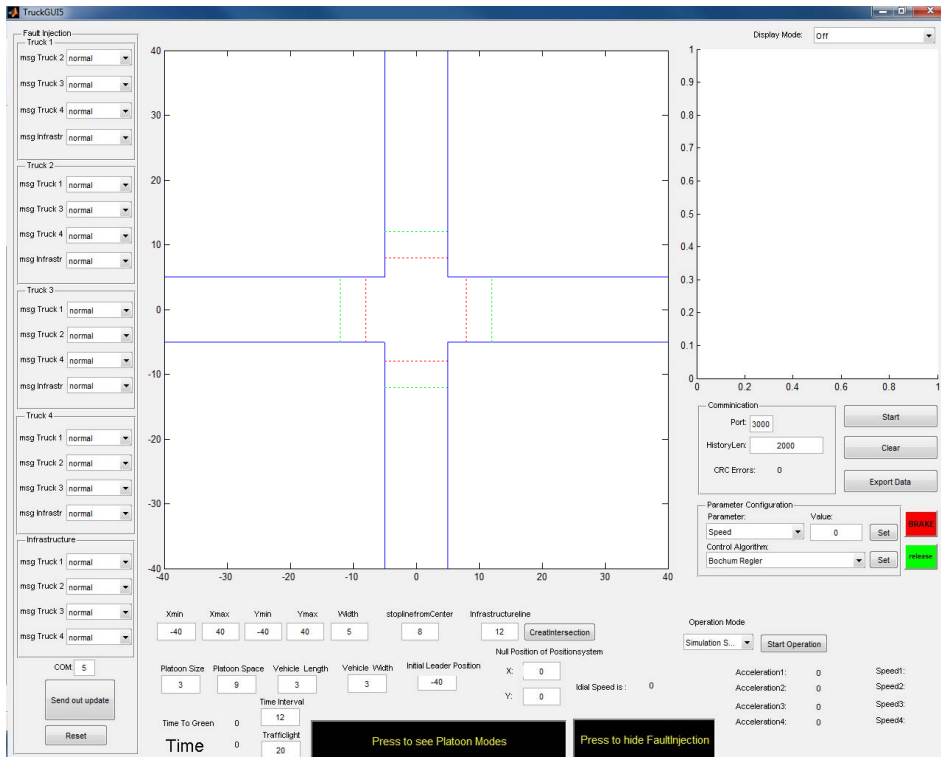 TruckGUI5
Fault Injection
Truck 1
msg Truck 2 normal
msg Truck 3 normal
msg Truck 4 normal
msg Infrastr normal
Truck 2
msg Truck 1 normal
msg Truck 3 normal
msg Truck 4 normal
msg Infrastr normal
Truck 3
msg Truck 1 normal
msg Truck 2 normal
msg Truck 4 normal
msg Infrastr normal
Truck 4
msg Truck 1 normal
msg Truck 2 normal
msg Truck 3 normal
msg Infrastr normal
Infrastructure
msg Truck 1 normal
msg Truck 2 normal
msg Truck 3 normal
msg Truck 4 normal
COM: 5
Send out update
Reset
40
30
20
10
0
-10
-20
-30
-40
-40 -30 -20 -10 0 10 20 30 40
Display Mode: Off
1
0.9
0.8
0.7
0.6
0.5
0.4
0.3
0.2
0.1
0
0 0.2 0.4 0.6 0.8 1
Comminication
Port: 3000
HistoryLen: 2000
CRC Errors: 0
Start
Clear
Export Data
Parameter Configuration
Parameter: Value:
Speed 0 Set
Control Algorithm:
Bochum Regler Set
BRAKE
release
Xmin Xmax Ymin Ymax Width stoplinefromCenter Infrastructureline
-40 40 -40 40 5 8 12 CreatIntersection
Platoon Size Platoon Space Vehicle Length Vehicle Width Initial Leader Position
3 9 3 3 -40
Null Position of Positionsystem
X: 0
Y: 0
Idial Speed is : 0
Time Interval
12
Time To Green 0
Trafficlight
20
Time 0
Press to see Platoon Modes
Press to hide FaultInjection
Operation Mode
Simulation S... Start Operation
Acceleration1: 0 Speed1:
Acceleration2: 0 Speed2:
Acceleration3: 0 Speed3:
Acceleration4: 0 Speed4: